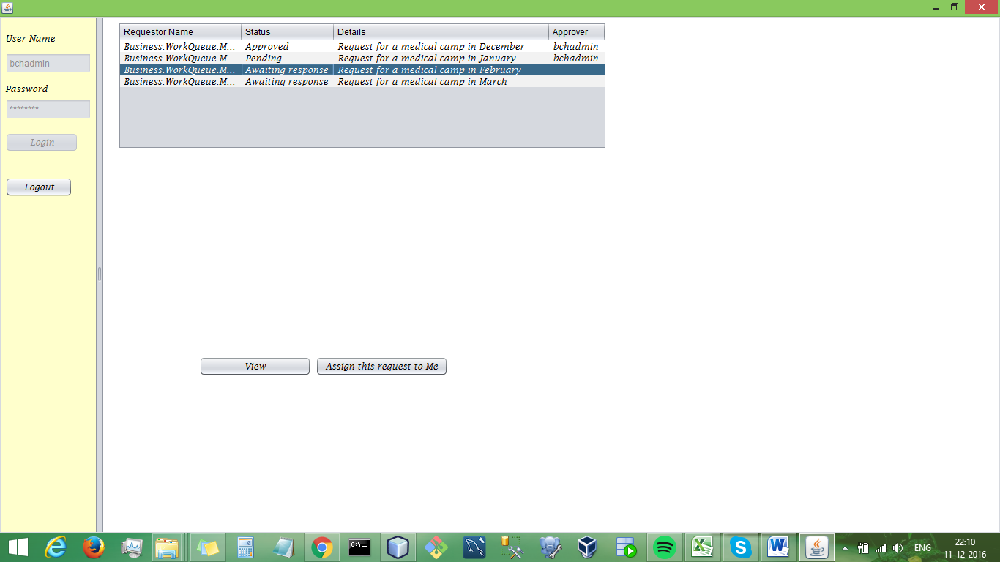 User Name
bchadmin
Password
********
Login
Logout
Requestor Name Status Details Approver
Business.WorkQueue.M... Approved Request for a medical camp in December bchadmin
Business.WorkQueue.M... Pending Request for a medical camp in January bchadmin
Business.WorkQueue.M... Awaiting response Request for a medical camp in February
Business.WorkQueue.M... Awaiting response Request for a medical camp in March
View Assign this request to Me
C:\_
ENG
22:10
11-12-2016